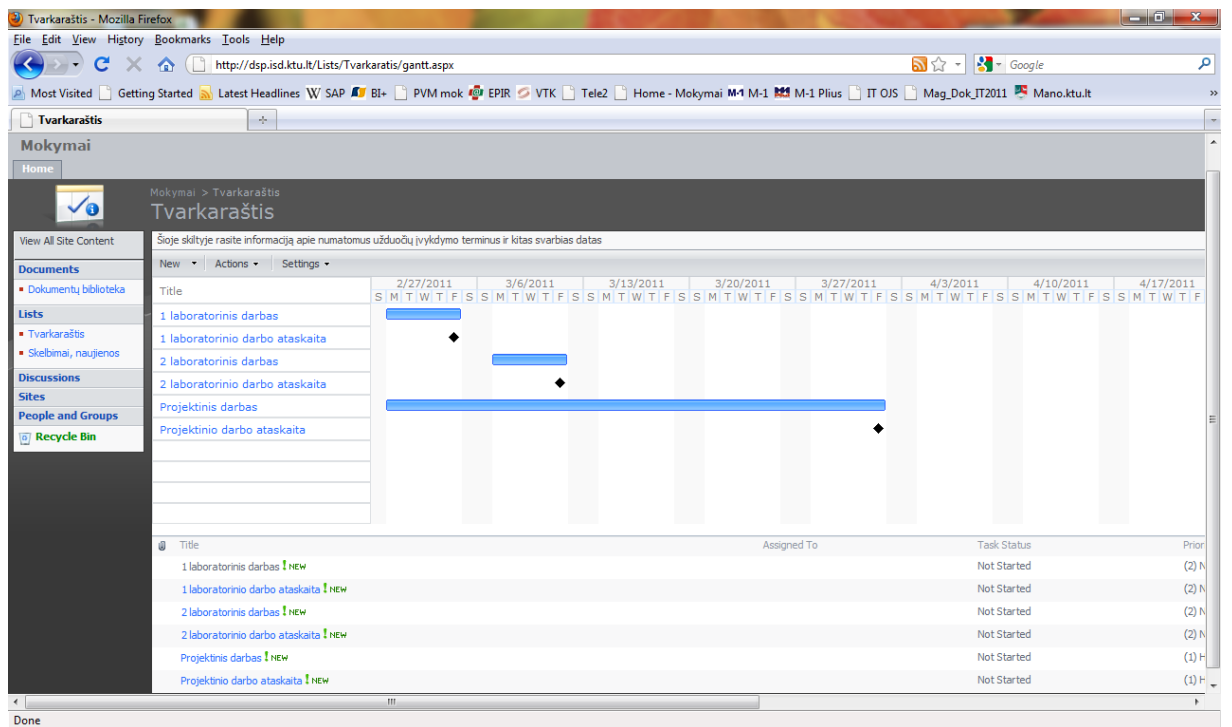 Tvarkaraštis - Mozilla Firefox
File Edit View History Bookmarks Tools Help
http://dsp.isd.ktu.lt/Lists/Tvarkaratis/gantt.aspx Google
Most Visited Getting Started Latest Headlines W SAP BI+ PVM mok EPIR VTK Tele2 Home - Mokymai M-1 M-1 M-1 Plius IT OJS Mag_Dok_IT2011 Mano.ktu.lt »
Tvarkaraštis
Mokymai
Home
Mokymai > Tvarkaraštis
Tvarkaraštis
View All Site Content
Šioje skiltyje rasite informaciją apie numatomus užduočių įvykdymo terminus ir kitas svarbias datas
Documents
Dokumentų biblioteka
Lists
Tvarkaraštis
Skelbimai, naujienos
Discussions
Sites
People and Groups
Recycle Bin
New Actions Settings
Title
2/27/2011 3/6/2011 3/13/2011 3/20/2011 3/27/2011 4/3/2011 4/10/2011 4/17/2011
S M T W T F S S M T W T F S S M T W T F S S M T W T F S S M T W T F S S M T W T F S S M T W T F S S M T W T F
1 laboratorinis darbas
1 laboratorinio darbo ataskaita
2 laboratorinis darbas
2 laboratorinio darbo ataskaita
Projektinis darbas
Projektinio darbo ataskaita
Title Assigned To Task Status Prior
1 laboratorinis darbas ! NEW Not Started (2) N
1 laboratorinio darbo ataskaita ! NEW Not Started (2) N
2 laboratorinis darbas ! NEW Not Started (2) N
2 laboratorinio darbo ataskaita ! NEW Not Started (2) N
Projektinis darbas ! NEW Not Started (1) H
Projektinio darbo ataskaita ! NEW Not Started (1) H
Done